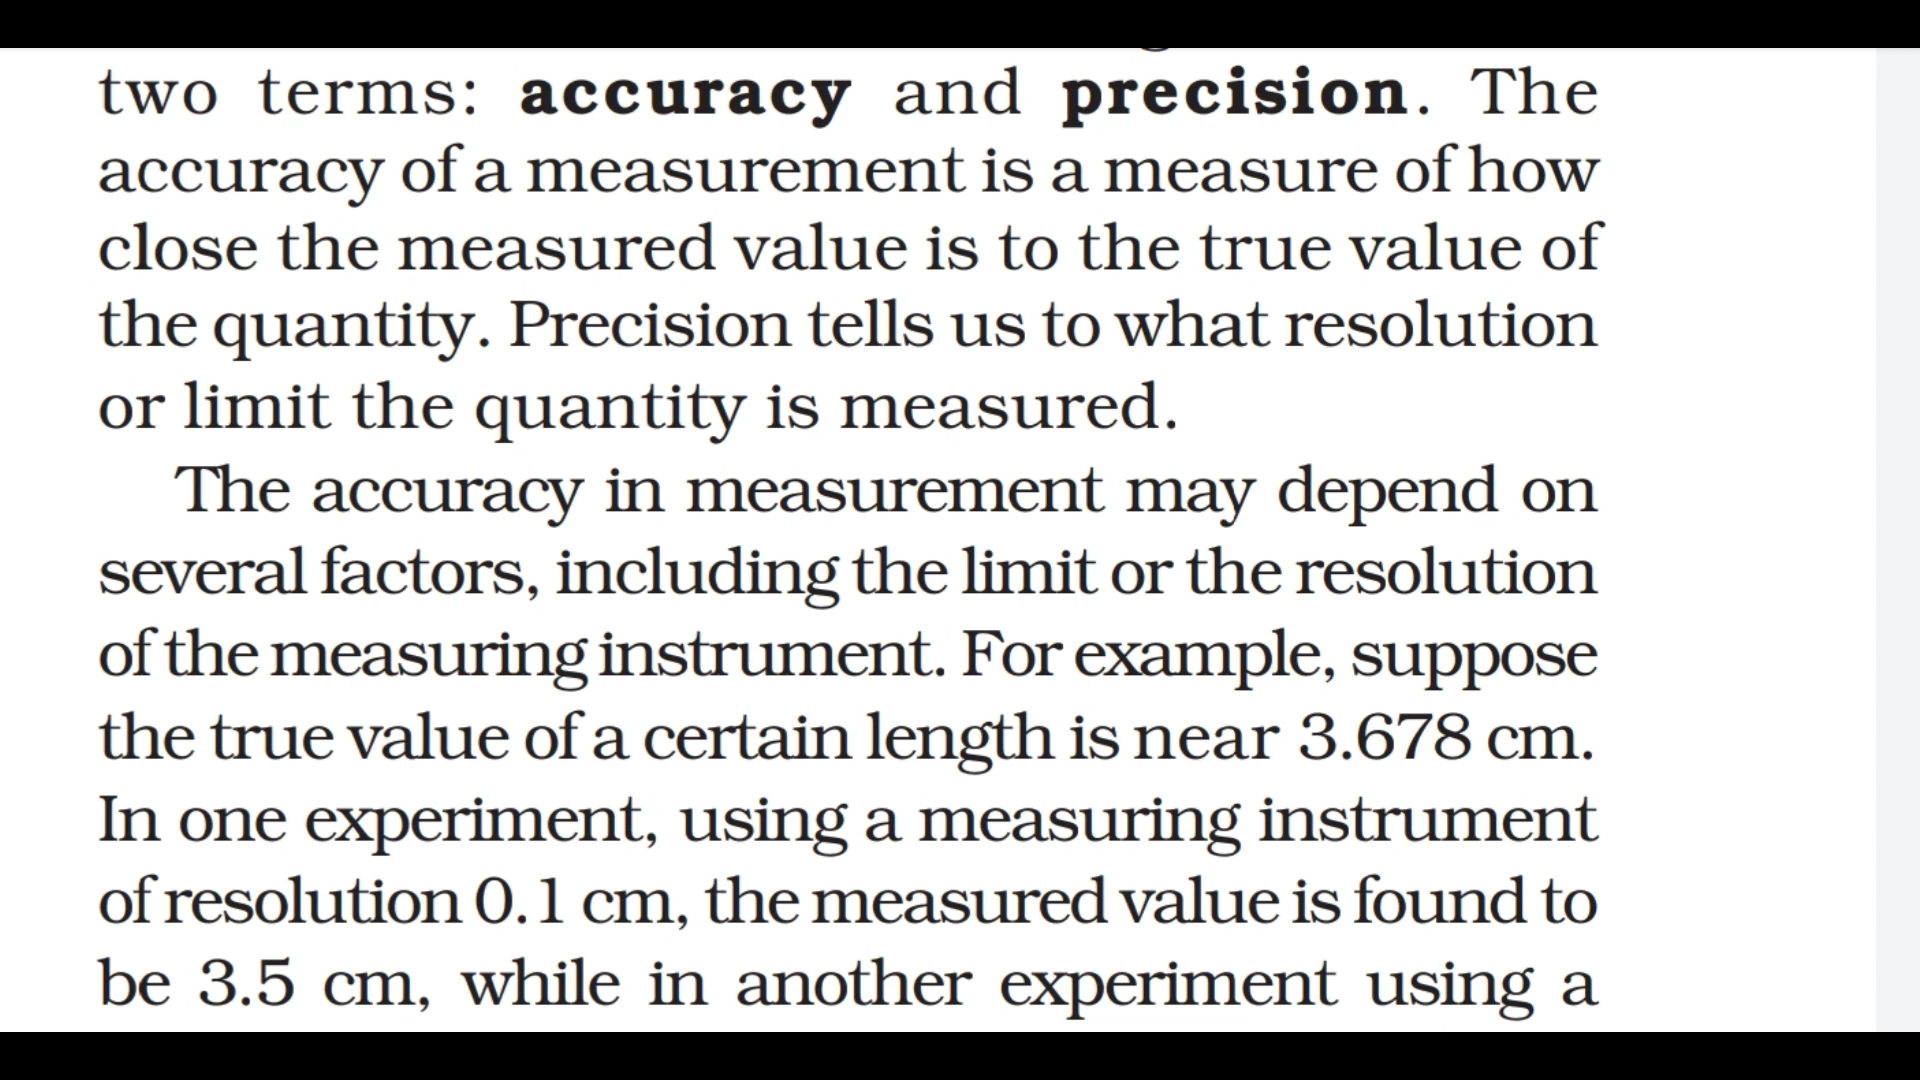 two terms: accuracy and precision. The
accuracy of a measurement is a measure of how
close the measured value is to the true value of
the quantity. Precision tells us to what resolution
or limit the quantity is measured.
The accuracy in measurement may depend on
several factors, including the limit or the resolution
of the measuring instrument. For example, suppose
the true value of a certain length is near 3.678 cm.
In one experiment, using a measuring instrument
of resolution 0.1 cm, the measured value is found to
be 3.5 cm, while in another experiment using a